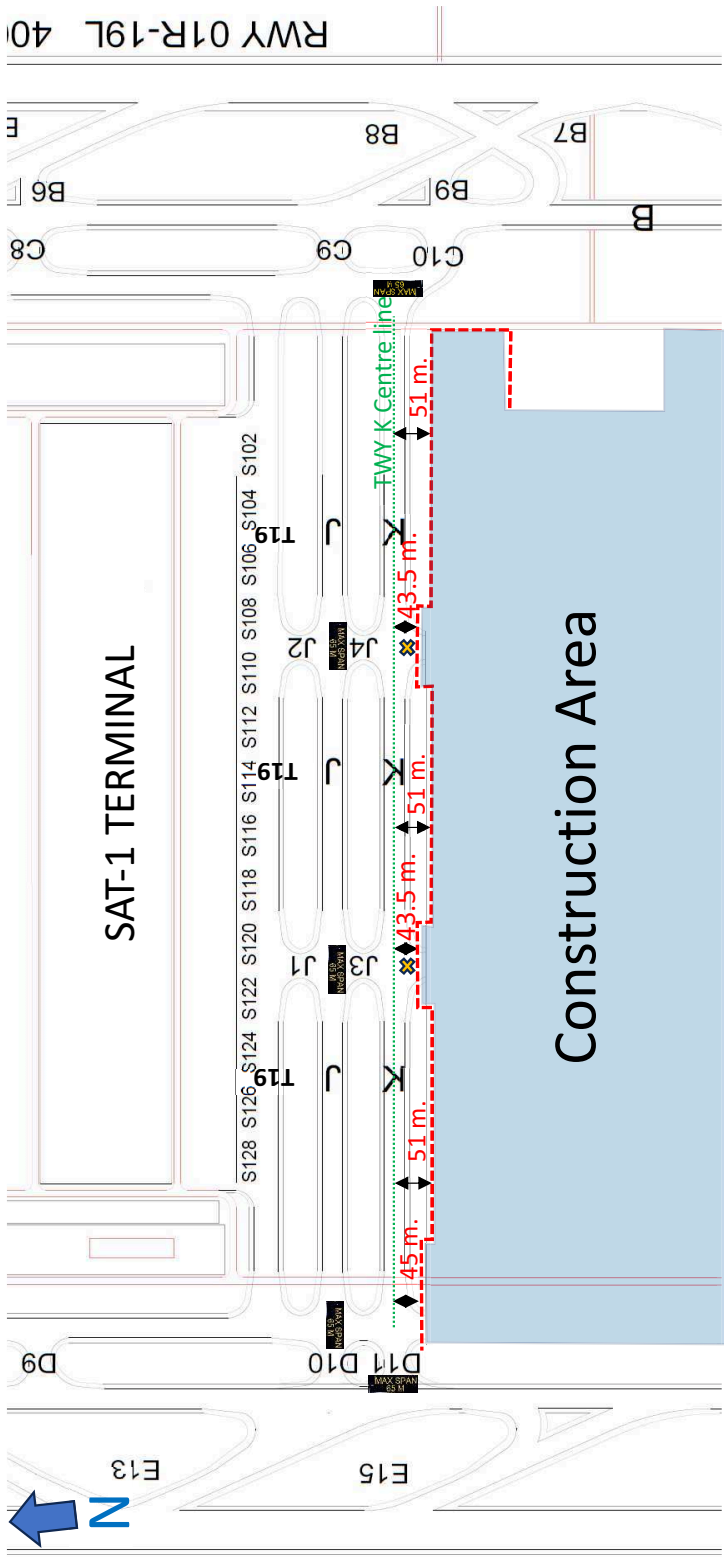 RWY 01R-19L 400
B8
B7
B6
B9
B
C8
C9
C10
MAX SPAN
65 M
TWY K Centre line
51 m.
S102
S104
S106
S108
S110
S112
S114
S116
S118
S120
S122
S124
S126
S128
T19
J
K
43.5 m.
J2
J4
MAX SPAN
65 M
SAT-1 TERMINAL
T19
J
K
51 m.
Construction Area
43.5 m.
J1
J3
MAX SPAN
65 M
T19
J
K
51 m.
45 m.
MAX SPAN
65 M
D9
D10
D11
MAX SPAN
65 M
E13
E15
N